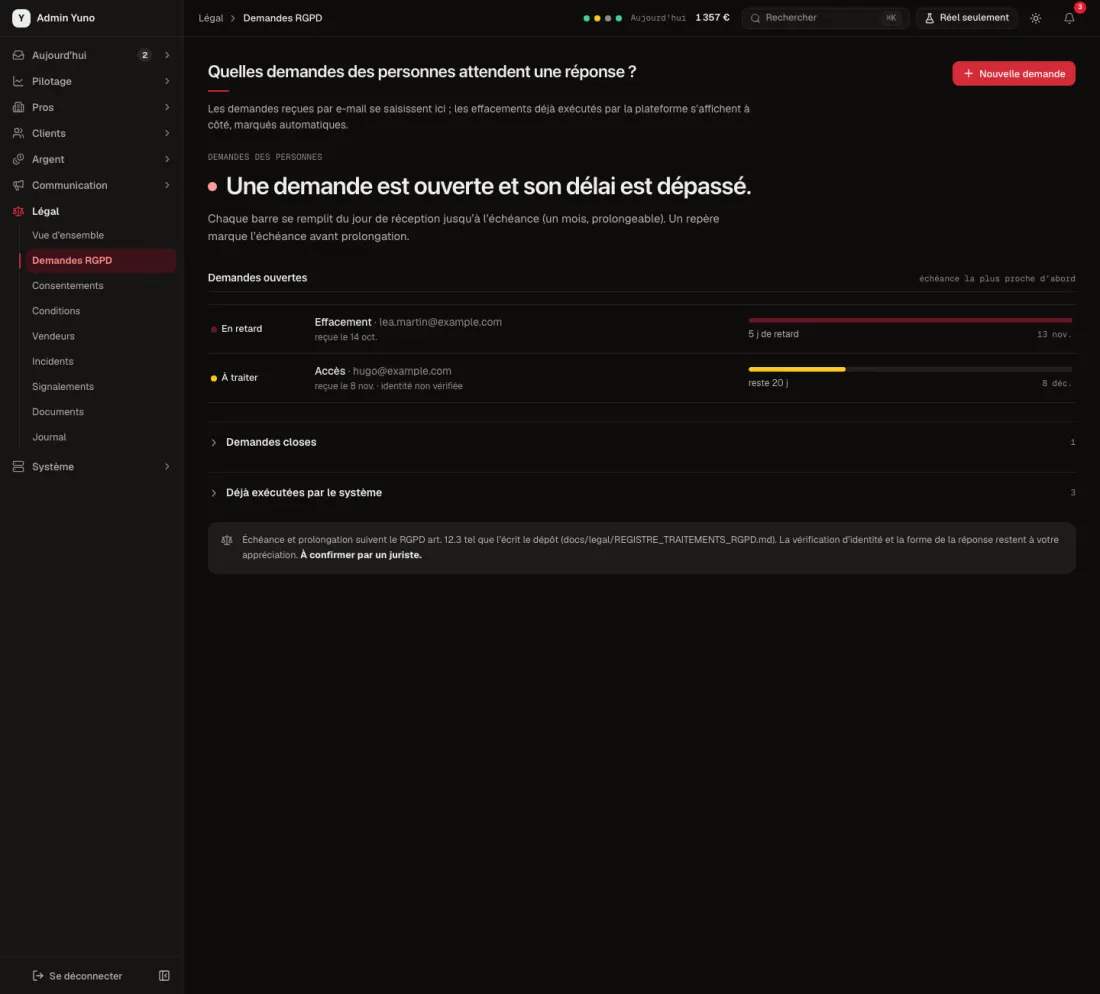 Y Admin Yuno
Légal > Demandes RGPD
Aujourd'hui 1 357 €
Rechercher ⌘K
Réel seulement
3
Aujourd'hui 2
Pilotage
Pros
Clients
Argent
Communication
Légal
Vue d'ensemble
Demandes RGPD
Consentements
Conditions
Vendeurs
Incidents
Signalements
Documents
Journal
Système
Se déconnecter
Quelles demandes des personnes attendent une réponse ?
+ Nouvelle demande
Les demandes reçues par e-mail se saisissent ici ; les effacements déjà exécutés par la plateforme s'affichent à
côté, marqués automatiques.
DEMANDES DES PERSONNES
Une demande est ouverte et son délai est dépassé.
Chaque barre se remplit du jour de réception jusqu'à l'échéance (un mois, prolongeable). Un repère
marque l'échéance avant prolongation.
Demandes ouvertes
échéance la plus proche d'abord
En retard
Effacement · lea.martin@example.com
reçue le 14 oct.
5 j de retard
13 nov.
À traiter
Accès · hugo@example.com
reçue le 8 nov. · identité non vérifiée
reste 20 j
8 déc.
Demandes closes
1
Déjà exécutées par le système
3
Échéance et prolongation suivent le RGPD art. 12.3 tel que l'écrit le dépôt (docs/legal/REGISTRE_TRAITEMENTS_RGPD.md). La vérification d'identité et la forme de la réponse restent à votre
appréciation. À confirmer par un juriste.